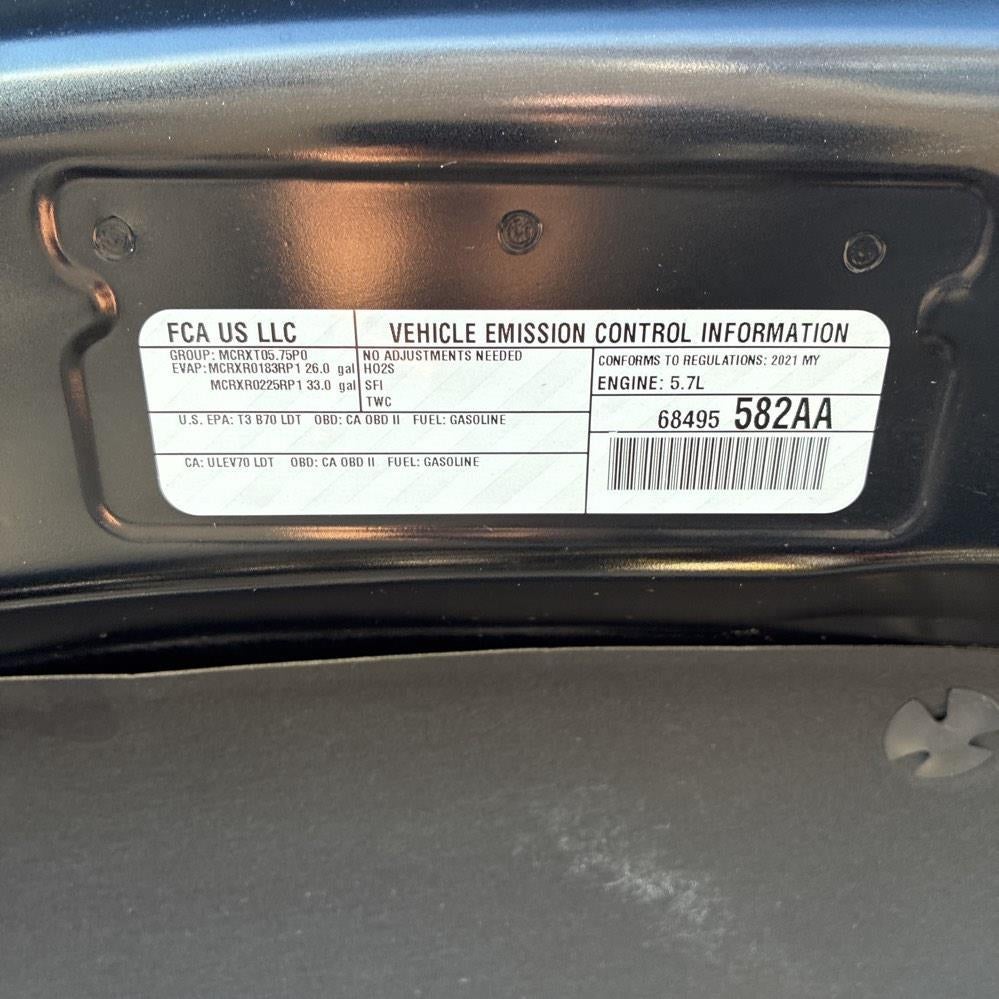 FCA US LLC
VEHICLE EMISSION CONTROL INFORMATION
GROUP: MCRXT05.75P0
EVAP: MCRXR0183RP1 26.0 gal
MCRXR0225RP1 33.0 gal
NO ADJUSTMENTS NEEDED
HO2S
SFI
TWC
CONFORMS TO REGULATIONS: 2021 MY
ENGINE: 5.7L
U.S. EPA: T3 B70 LDT OBD: CA OBD II FUEL: GASOLINE
68495 582AA
CA: ULEV70 LDT OBD: CA OBD II FUEL: GASOLINE